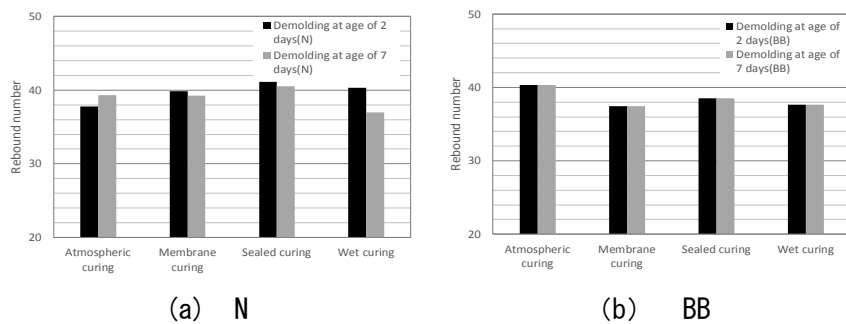 50
40
30
20
Rebound number
Demolding at age of 2
days(N)
Demolding at age of 7
days(N)
Atmospheric
curing
Membrane
curing
Sealed curing
Wet curing
(a) N
50
40
30
20
Rebound number
Demolding at age of
2 days(BB)
Demolding at age of
7 days(BB)
Atmospheric
curing
Membrane
curing
Sealed curing
Wet curing
(b) BB